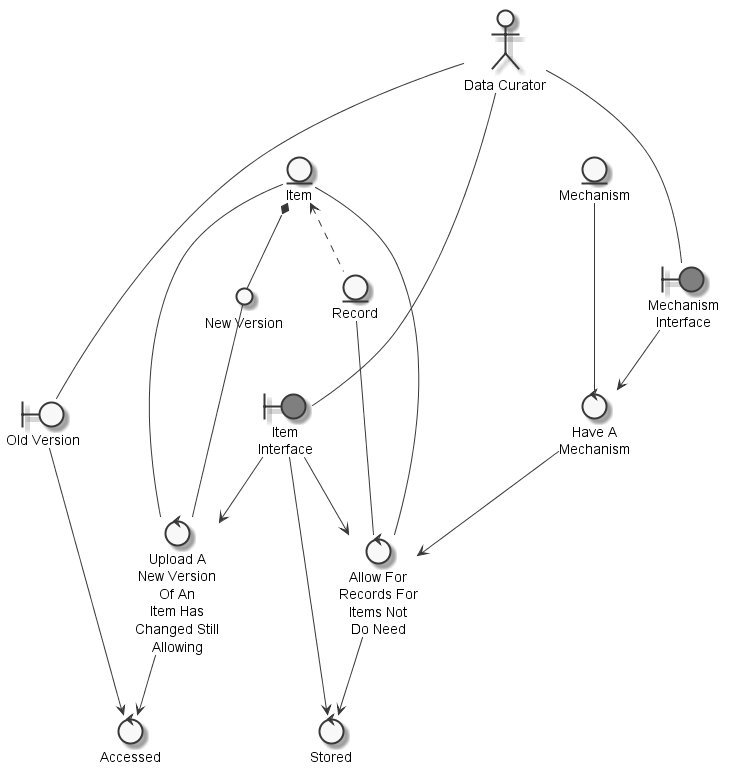 Data Curator
Item
Mechanism
New Version
Record
Mechanism
Interface
Old Version
Item
Interface
Have A
Mechanism
Upload A
New Version
Of An
Item Has
Changed Still
Allowing
Allow For
Records For
Items Not
Do Need
Accessed
Stored